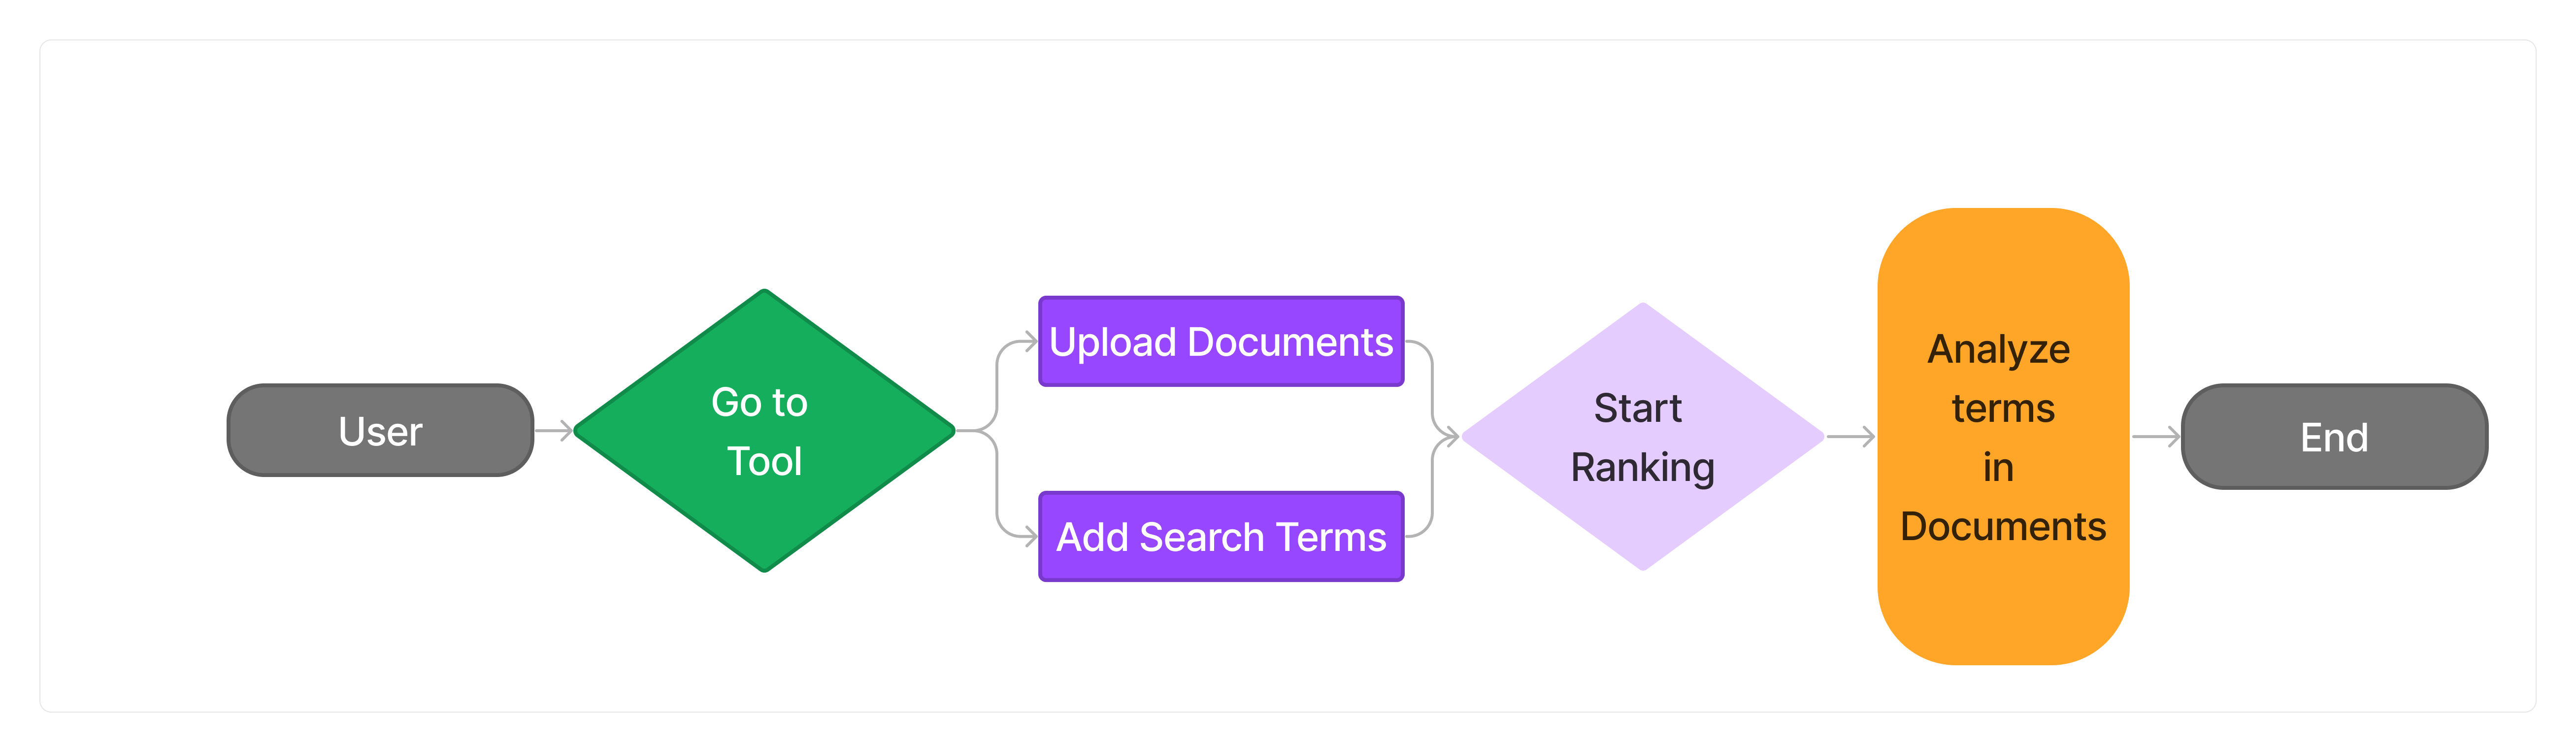 User
Go to
Tool
Upload Documents
Add Search Terms
Start
Ranking
Analyze
terms
in
Documents
End